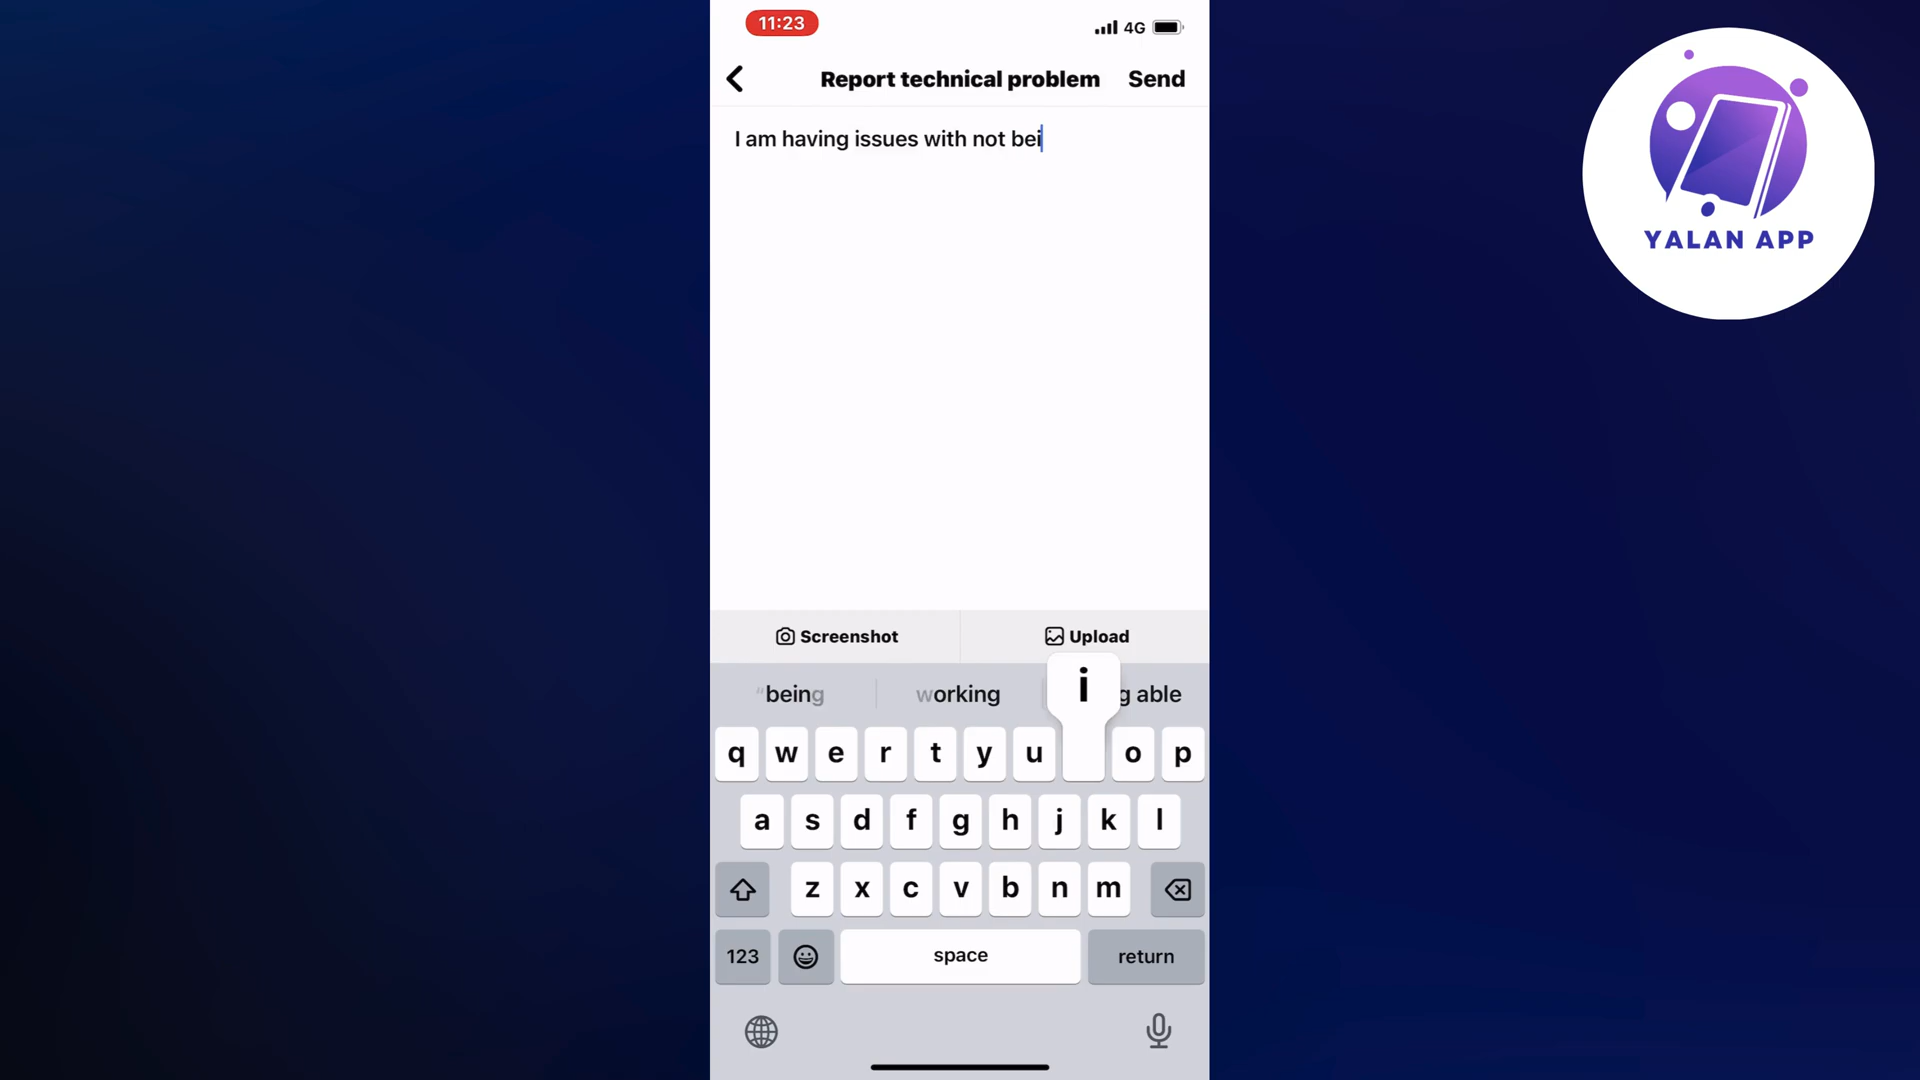 11:23
4G
Report technical problem
Send
I am having issues with not bei
Screenshot
Upload
"being
working
g able
i
q w e r t y u o p
a s d f g h j k l
z x c v b n m
123
space
return
YALAN APP